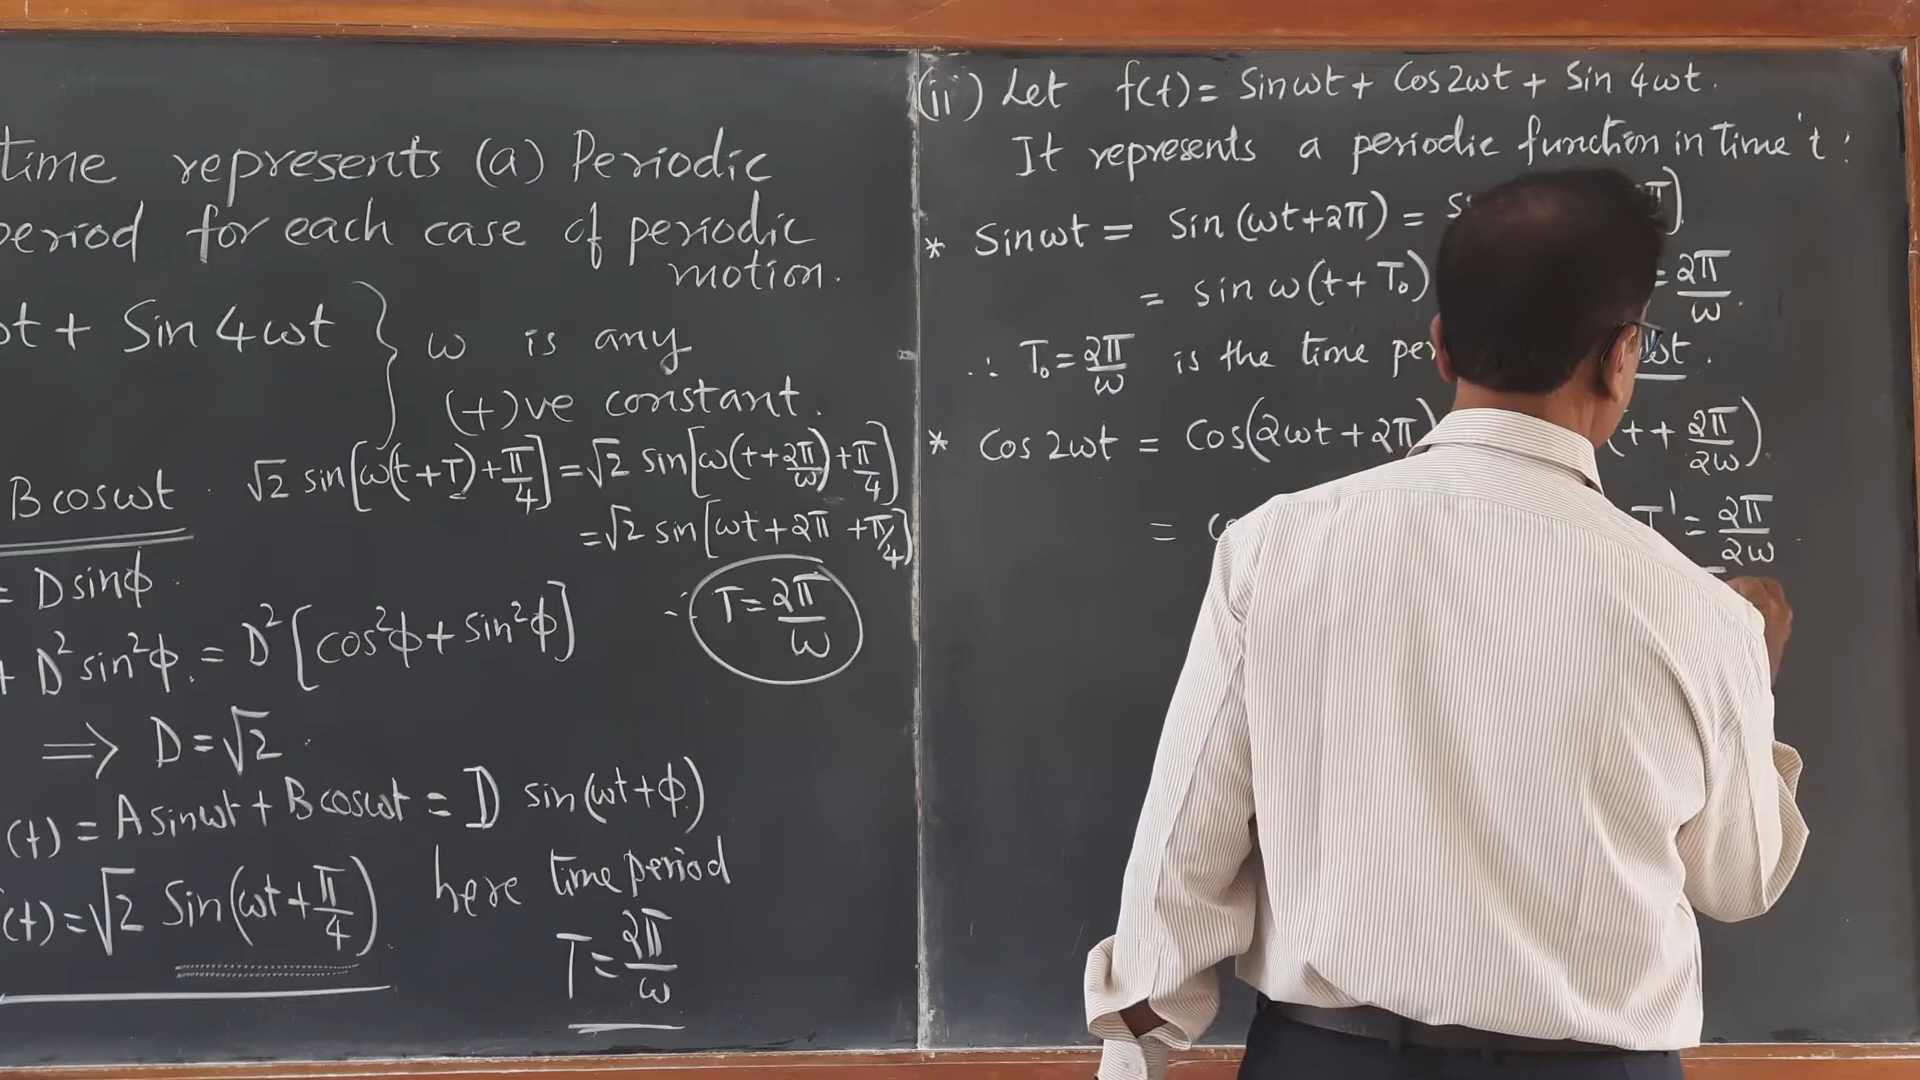 time represents (a) Periodic
period for each case of periodic
motion.
ωt + Sin 4ωt } ω is any
(+)ve constant.
B cosωt . √2 sin[ω(t+T)+π/4] = √2 sin[ω(t+2π/ω)+π/4]
= √2 sin[ωt+2π+π/4]
= D sinφ .
+ D² sin²φ . = D² [cos²φ + sin²φ]
∴ T = 2π/ω
⟹ D = √2 .
(t) = A sinωt + B cosωt = D sin(ωt+φ)
(t) = √2 Sin(ωt+π/4) here time period
T = 2π/ω
(ii) Let f(t) = Sinωt + Cos2ωt + Sin 4ωt .
It represents a periodic function in time 't'.
* Sinωt = Sin(ωt+2π) =
= sin ω(t+T₀) = 2π/ω .
∴ T₀ = 2π/ω is the time ωt .
* Cos 2ωt = Cos(2ωt+2π) (t+2π/2ω) .
= T' = 2π/2ω .